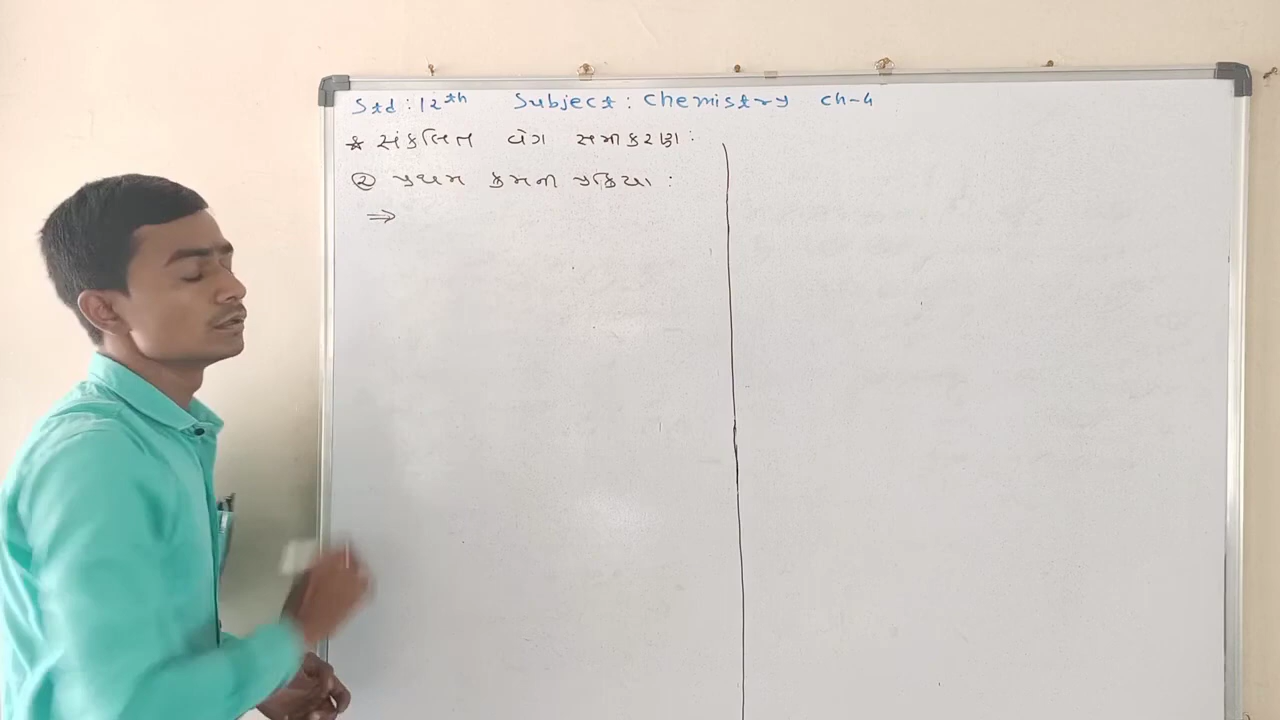 Std : 12th Subject : Chemistry ch-4
* સંકલિત વેગ સમીકરણ :
② પ્રથમ ક્રમની પ્રક્રિયા :
⇒